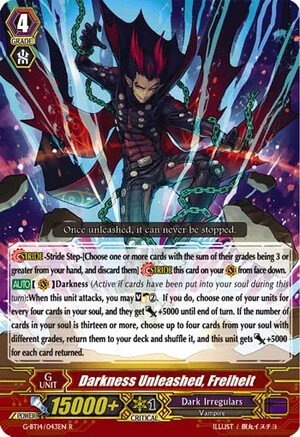 4
GRADE
Once unleashed, it can never be stopped.
STRIDE -Stride Step-[Choose one or more cards with the sum of their grades being 3 or
greater from your hand, and discard them] STRIDE this card on your from face down.
AUTO [ ]Darkness (Active if cards have been put into your soul during this
turn):When this unit attacks, you may . If you do, choose one of your units for
every four cards in your soul, and they get +5000 until end of turn. If the number of
cards in your soul is thirteen or more, choose up to four cards from your soul with
different grades, return them to your deck and shuffle it, and this unit gets +5000
for each card returned.
G
UNIT
Darkness Unleashed, Freiheit
POWER
15000+
1
CRITICAL
Dark Irregulars
Vampire
G-BT14/043EN R
ILLUST / 獣丸イヌチヨ